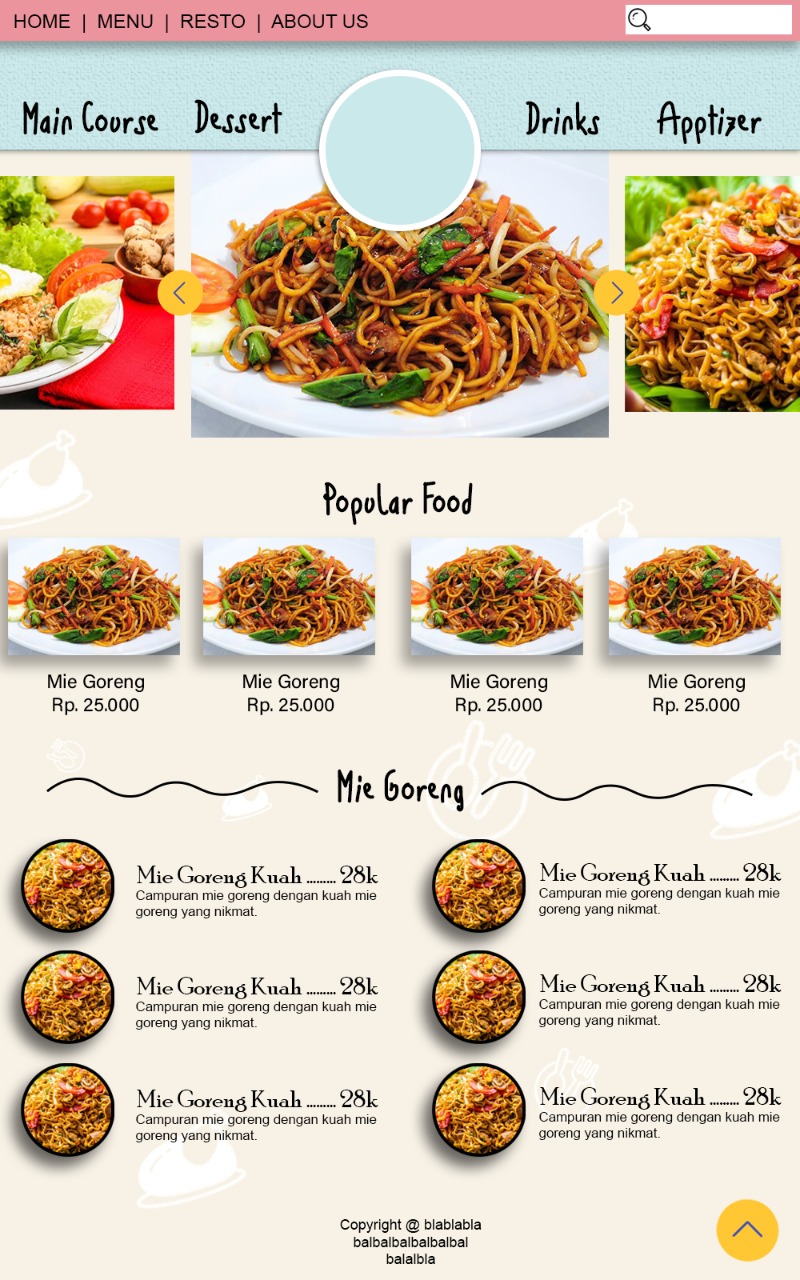 HOME | MENU | RESTO | ABOUT US
Main Course Dessert Drinks Apptizer
Popular Food
Mie Goreng Mie Goreng Mie Goreng Mie Goreng
Rp. 25.000 Rp. 25.000 Rp. 25.000 Rp. 25.000
Mie Goreng
Mie Goreng Kuah ......... 28k
Campuran mie goreng dengan kuah mie
goreng yang nikmat.
Mie Goreng Kuah ......... 28k
Campuran mie goreng dengan kuah mie
goreng yang nikmat.
Mie Goreng Kuah ......... 28k
Campuran mie goreng dengan kuah mie
goreng yang nikmat.
Mie Goreng Kuah ......... 28k
Campuran mie goreng dengan kuah mie
goreng yang nikmat.
Mie Goreng Kuah ......... 28k
Campuran mie goreng dengan kuah mie
goreng yang nikmat.
Mie Goreng Kuah ......... 28k
Campuran mie goreng dengan kuah mie
goreng yang nikmat.
Copyright @ blablabla
balbalbalbalbalbal
balalbla